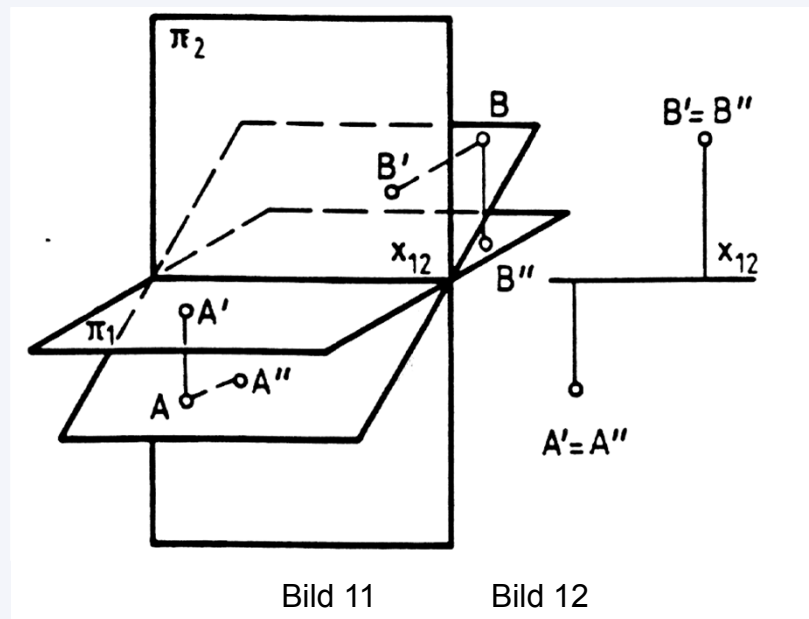 π₂
B
B'
B'= B"
x₁₂
B"
x₁₂
π₁
A'
A
A"
A'= A"
Bild 11
Bild 12